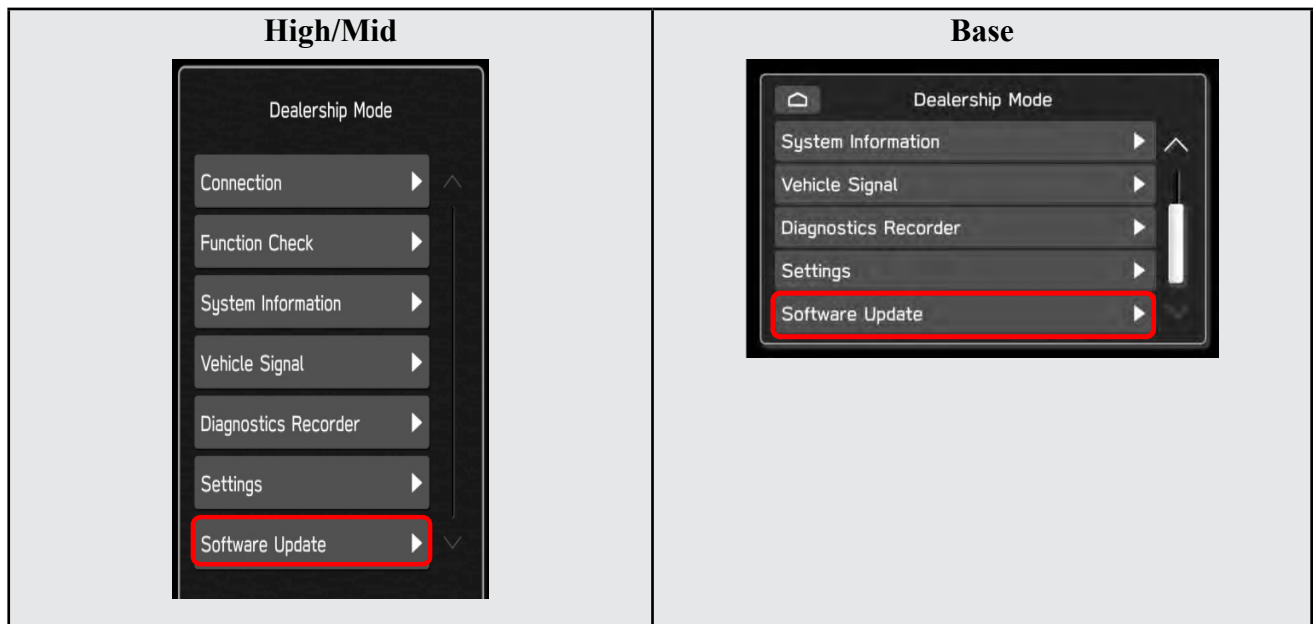 High/Mid
Dealership Mode
Connection
Function Check
System Information
Vehicle Signal
Diagnostics Recorder
Settings
Software Update
Base
Dealership Mode
System Information
Vehicle Signal
Diagnostics Recorder
Settings
Software Update